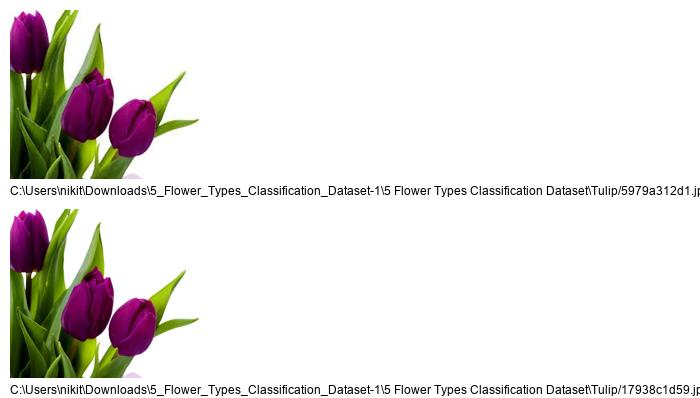 C:\Users\nikit\Downloads\5_Flower_Types_Classification_Dataset-1\5 Flower Types Classification Dataset\Tulip/5979a312d1.jp
C:\Users\nikit\Downloads\5_Flower_Types_Classification_Dataset-1\5 Flower Types Classification Dataset\Tulip/17938c1d59.jp